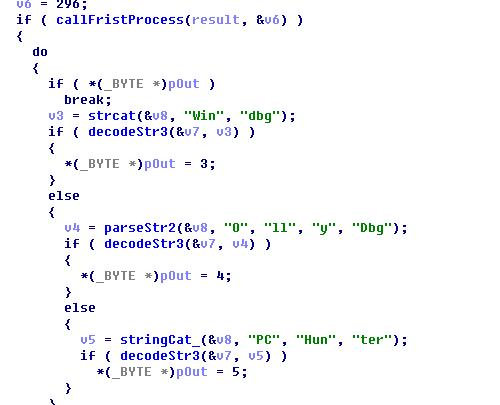 v6 = 296;
if ( callFristProcess(result, &v6) )
{
do
{
if ( *(_BYTE *)pOut )
break;
v3 = strcat(&v8, "Win", "dbg");
if ( decodeStr3(&v7, v3) )
{
*(_BYTE *)pOut = 3;
}
else
{
v4 = parseStr2(&v8, "O", "ll", "y", "Dbg");
if ( decodeStr3(&v7, v4) )
{
*(_BYTE *)pOut = 4;
}
else
{
v5 = stringCat_(&v8, "PC", "Hun", "ter");
if ( decodeStr3(&v7, v5) )
*(_BYTE *)pOut = 5;
}
}